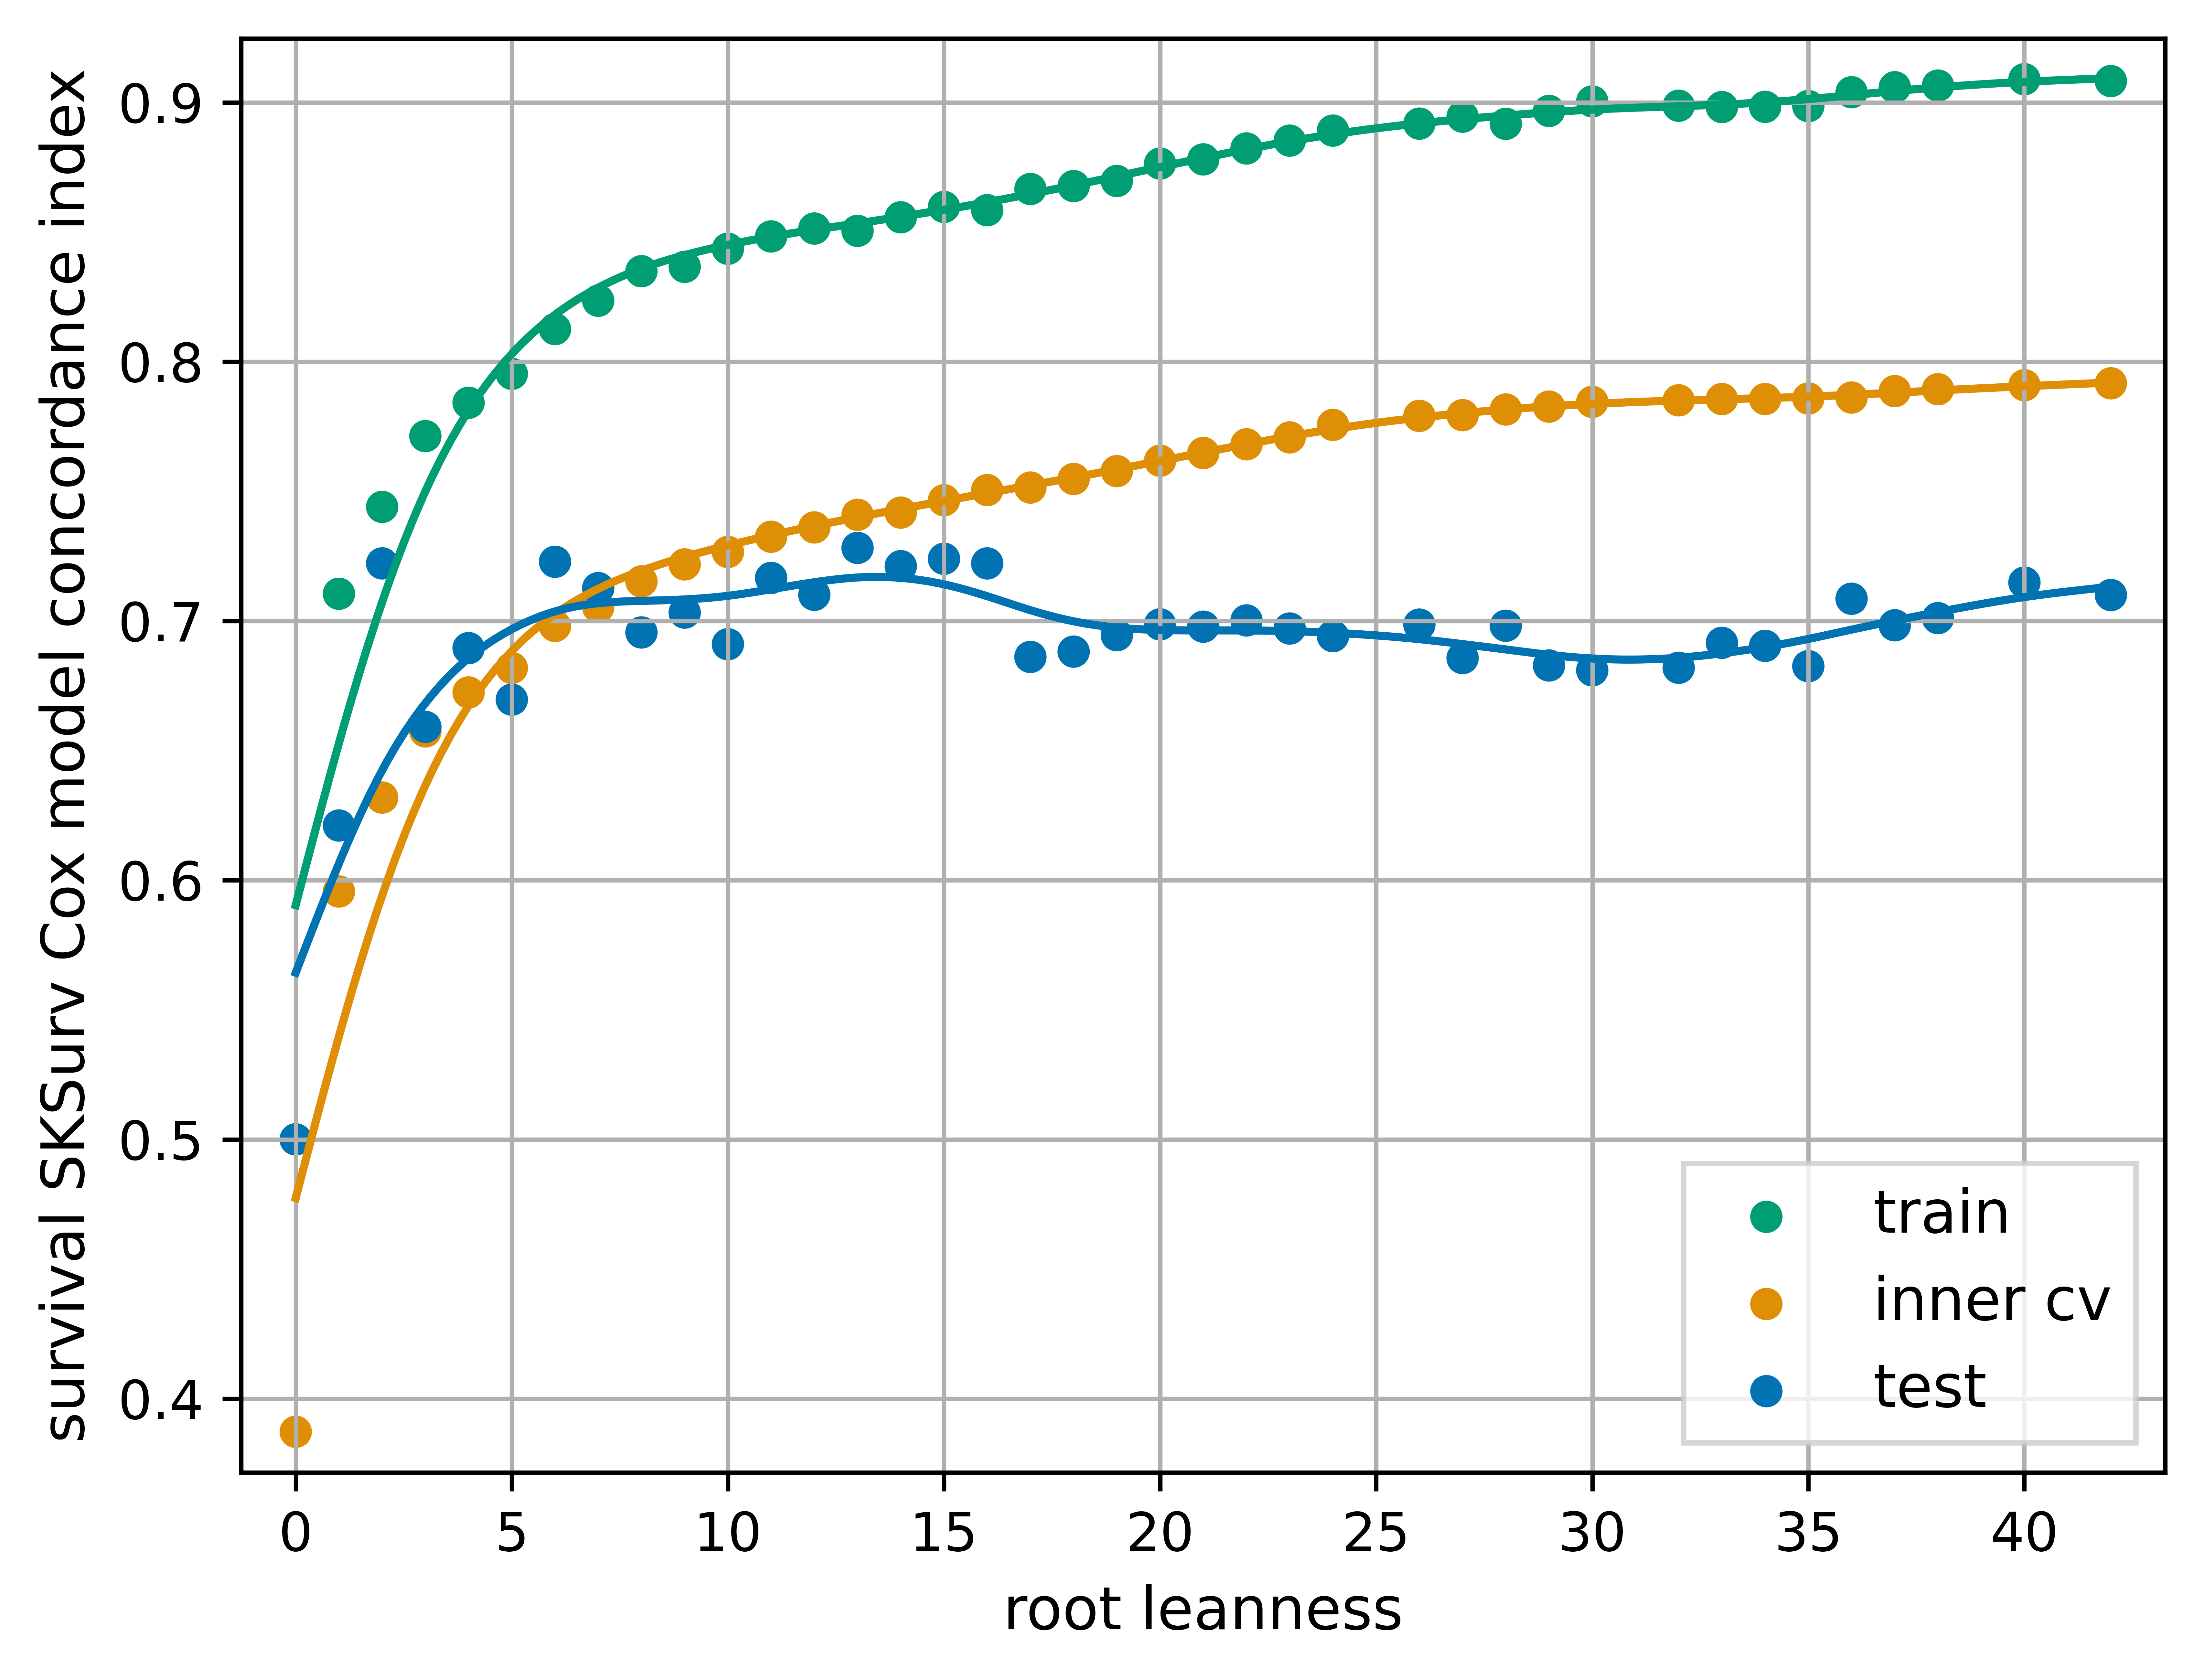 survival SKSurv Cox model concordance index
0.9
0.8
0.7
0.6
0.5
0.4
0 5 10 15 20 25 30 35 40
root leanness
train
inner cv
test